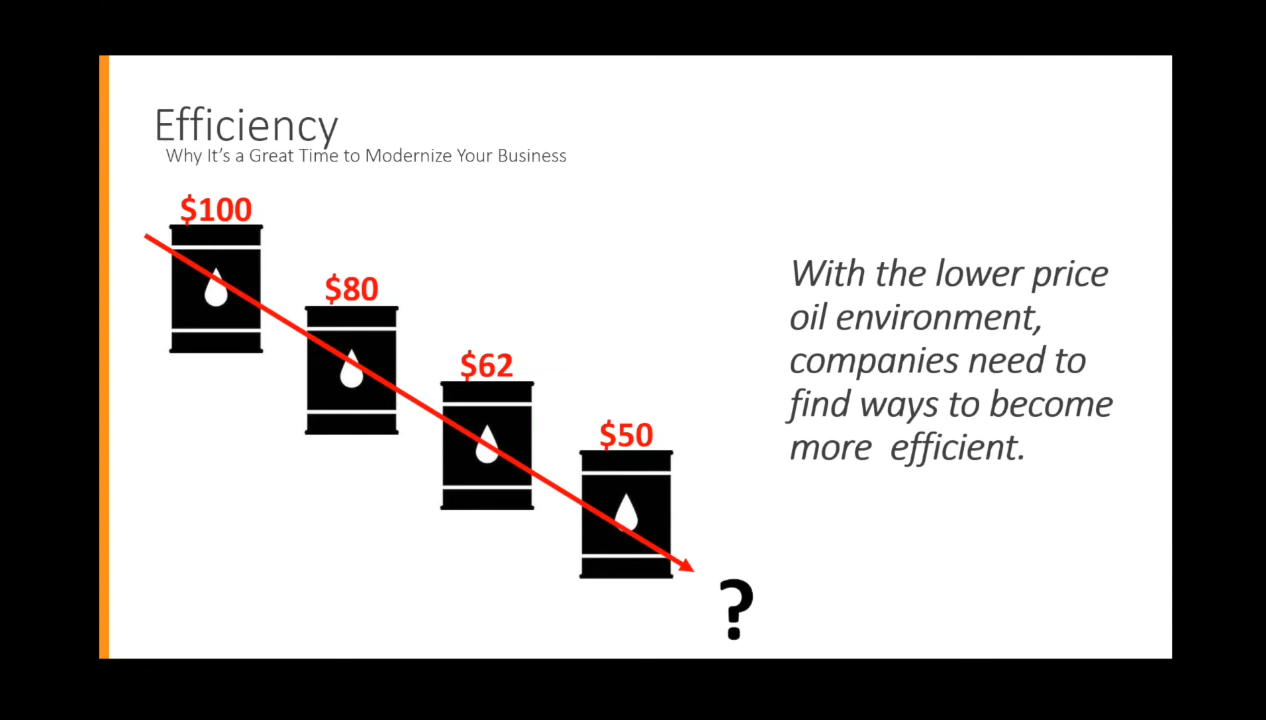 Efficiency
Why It's a Great Time to Modernize Your Business
$100
$80
$62
$50
?
With the lower price
oil environment,
companies need to
find ways to become
more  efficient.